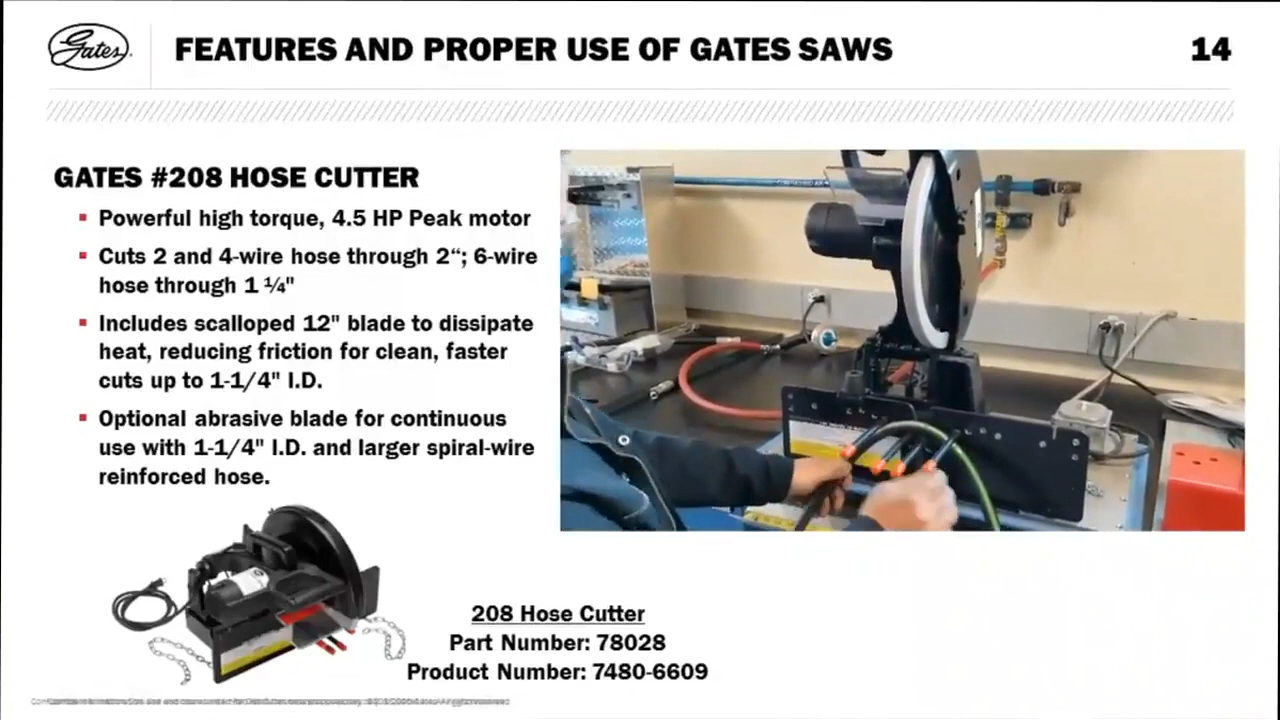 Gates
FEATURES AND PROPER USE OF GATES SAWS
14
GATES #208 HOSE CUTTER
▪ Powerful high torque, 4.5 HP Peak motor
▪ Cuts 2 and 4-wire hose through 2“; 6-wire
hose through 1 ¼"
▪ Includes scalloped 12" blade to dissipate
heat, reducing friction for clean, faster
cuts up to 1-1/4" I.D.
▪ Optional abrasive blade for continuous
use with 1-1/4" I.D. and larger spiral-wire
reinforced hose.
208 Hose Cutter
Part Number: 78028
Product Number: 7480-6609